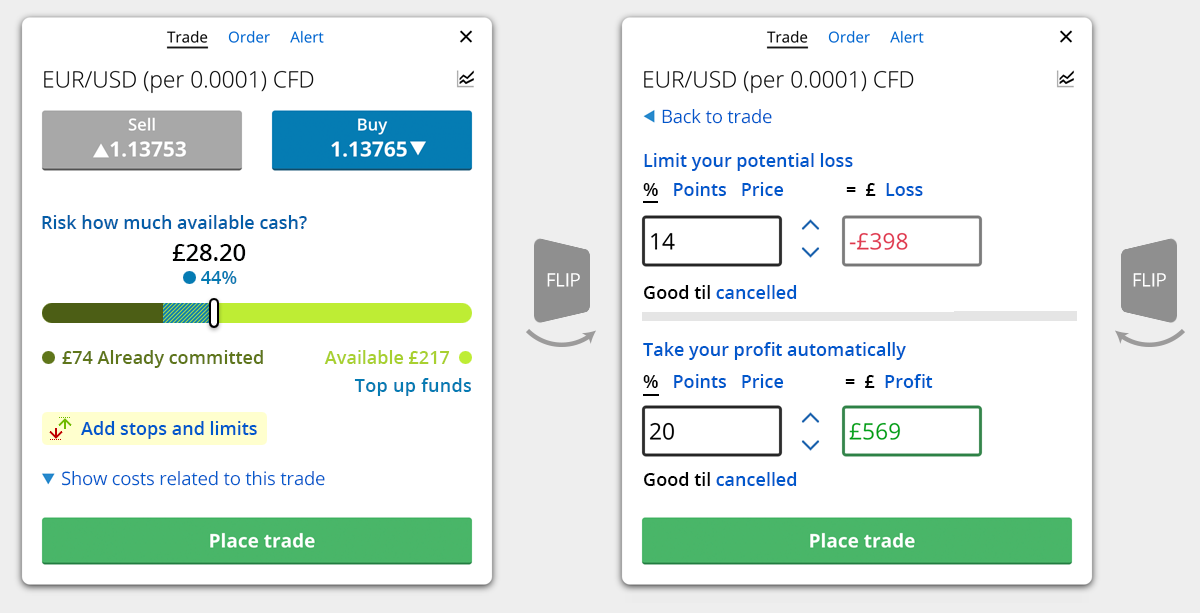 Trade Order Alert ✕
EUR/USD (per 0.0001) CFD
Sell
▲1.13753
Buy
1.13765▼
Risk how much available cash?
£28.20
44%
£74 Already committed
Available £217
Top up funds
Add stops and limits
▼ Show costs related to this trade
Place trade
FLIP
Trade Order Alert ✕
EUR/USD (per 0.0001) CFD
◀ Back to trade
Limit your potential loss
% Points Price = £ Loss
14 -£398
Good til cancelled
Take your profit automatically
% Points Price = £ Profit
20 £569
Good til cancelled
Place trade
FLIP